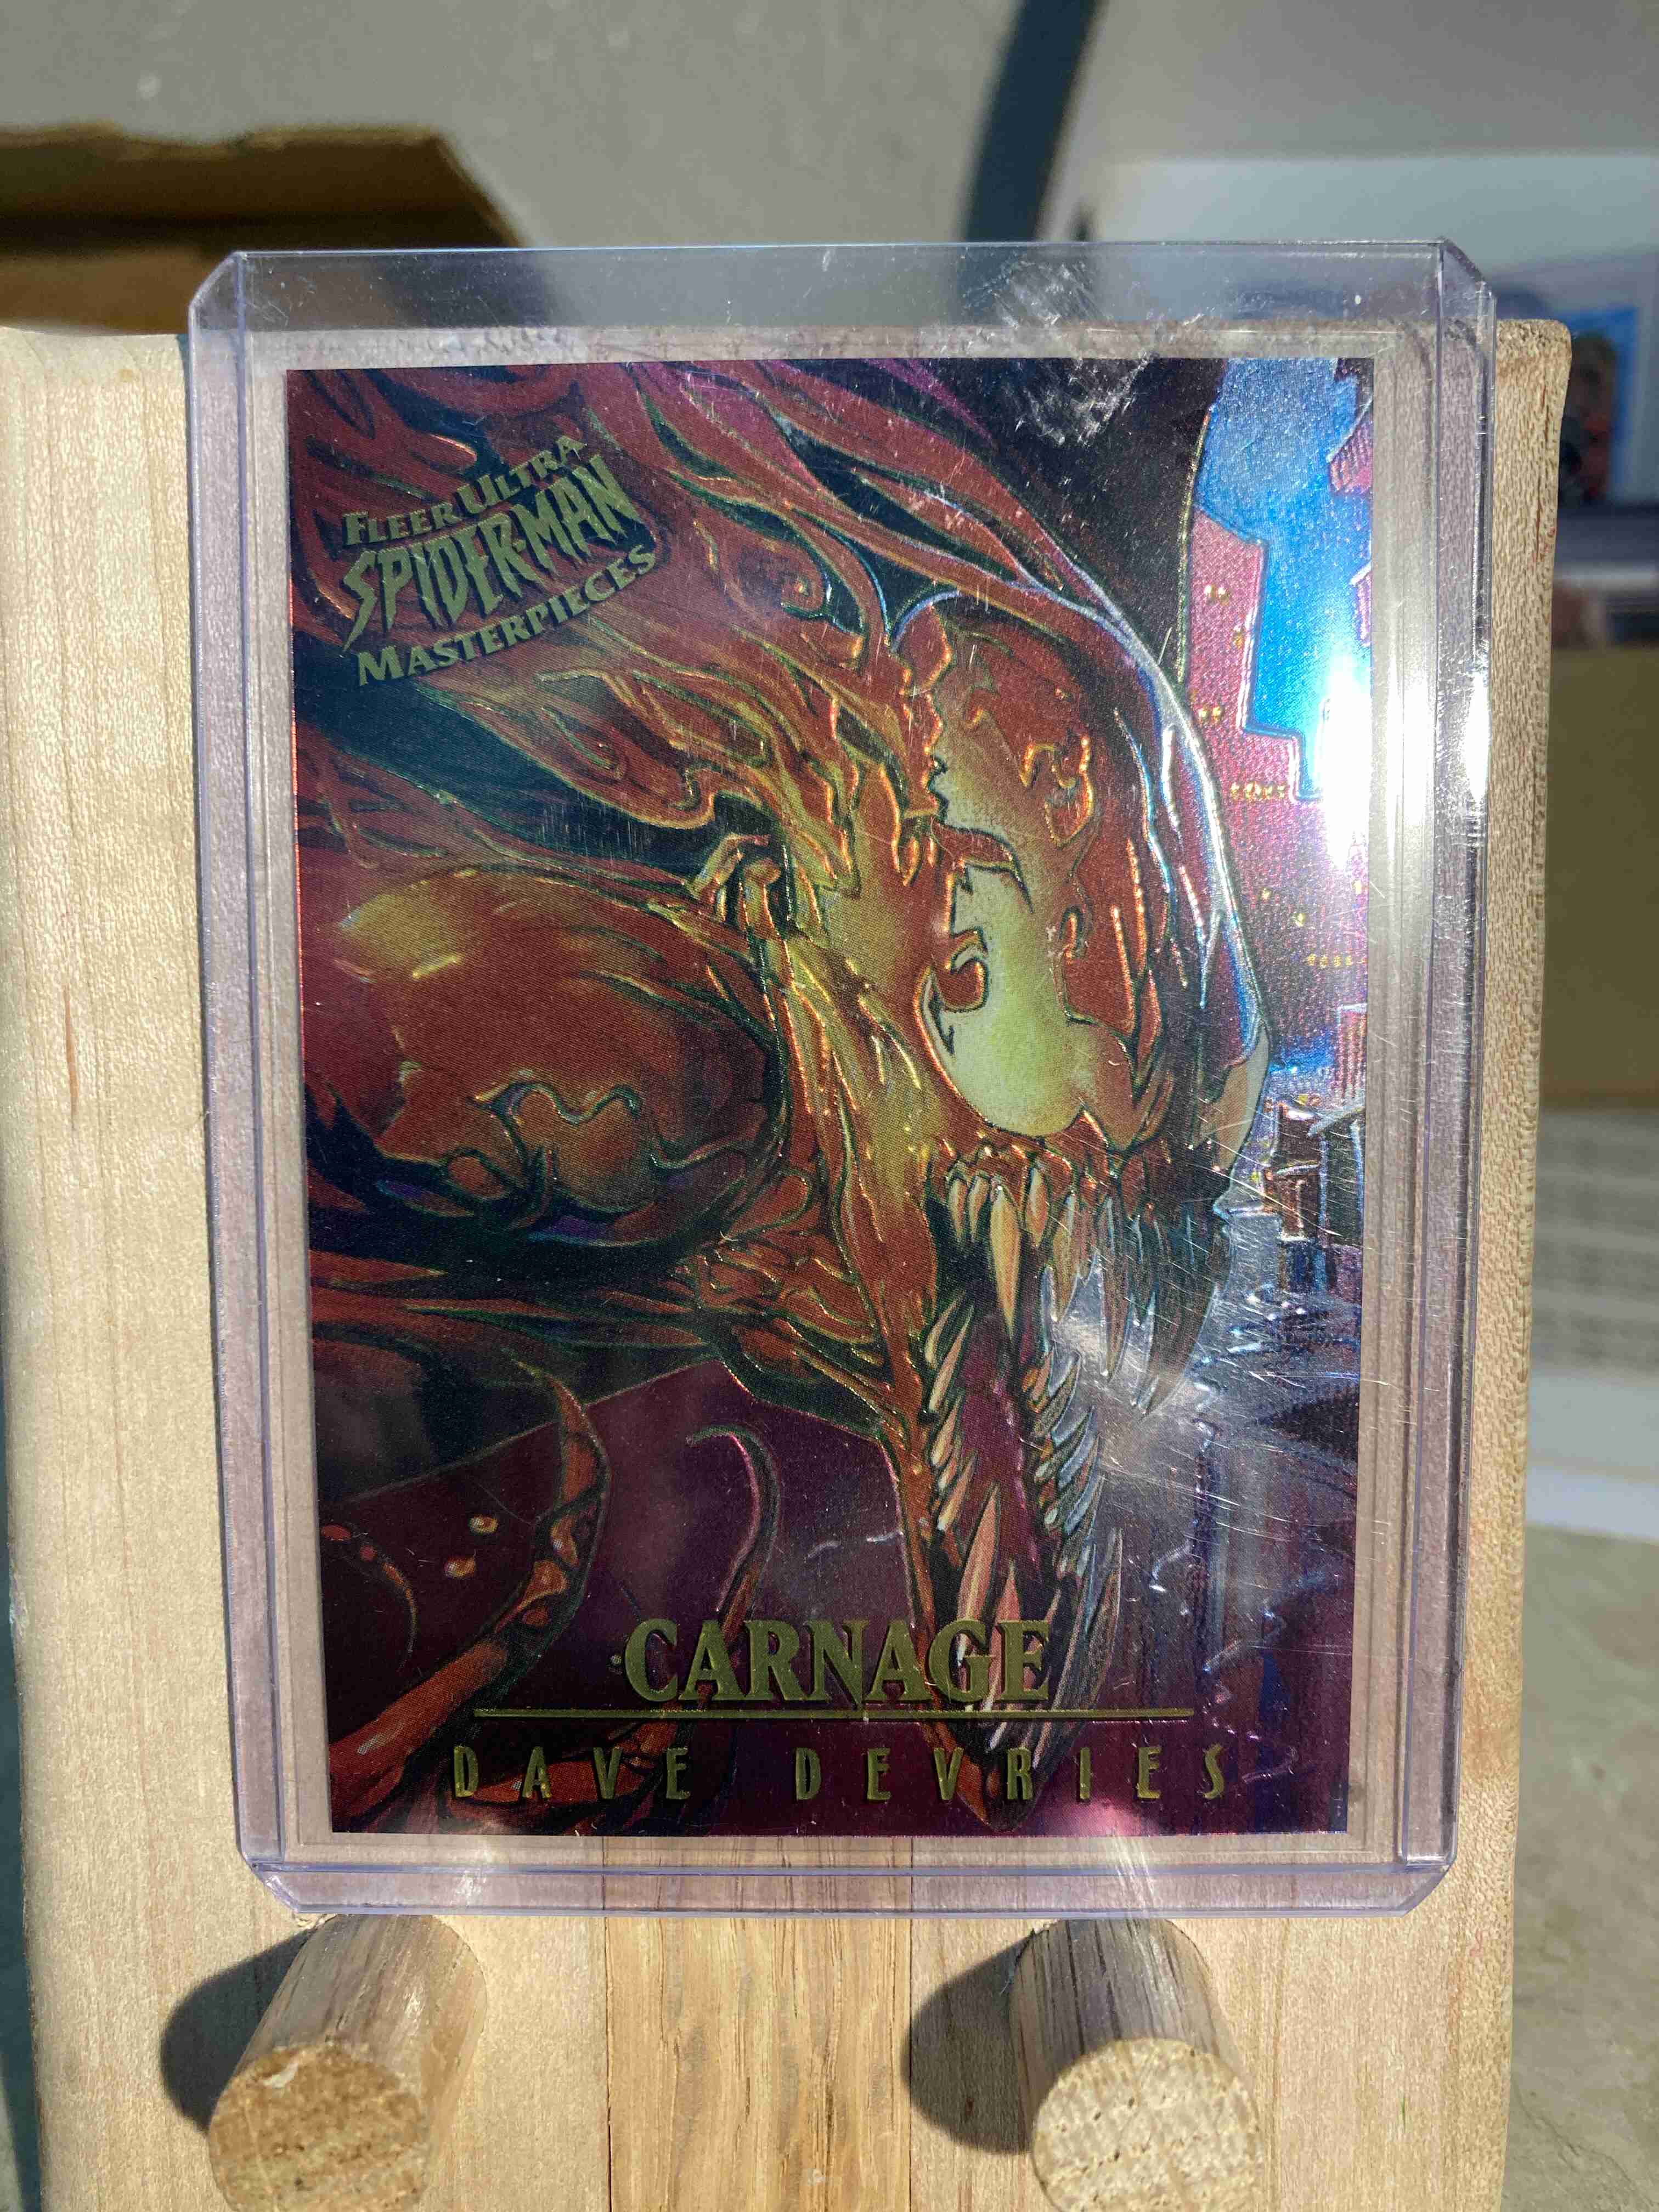 FLEER ULTRA
SPIDER-MAN
MASTERPIECES
CARNAGE
DAVE DEVRIES